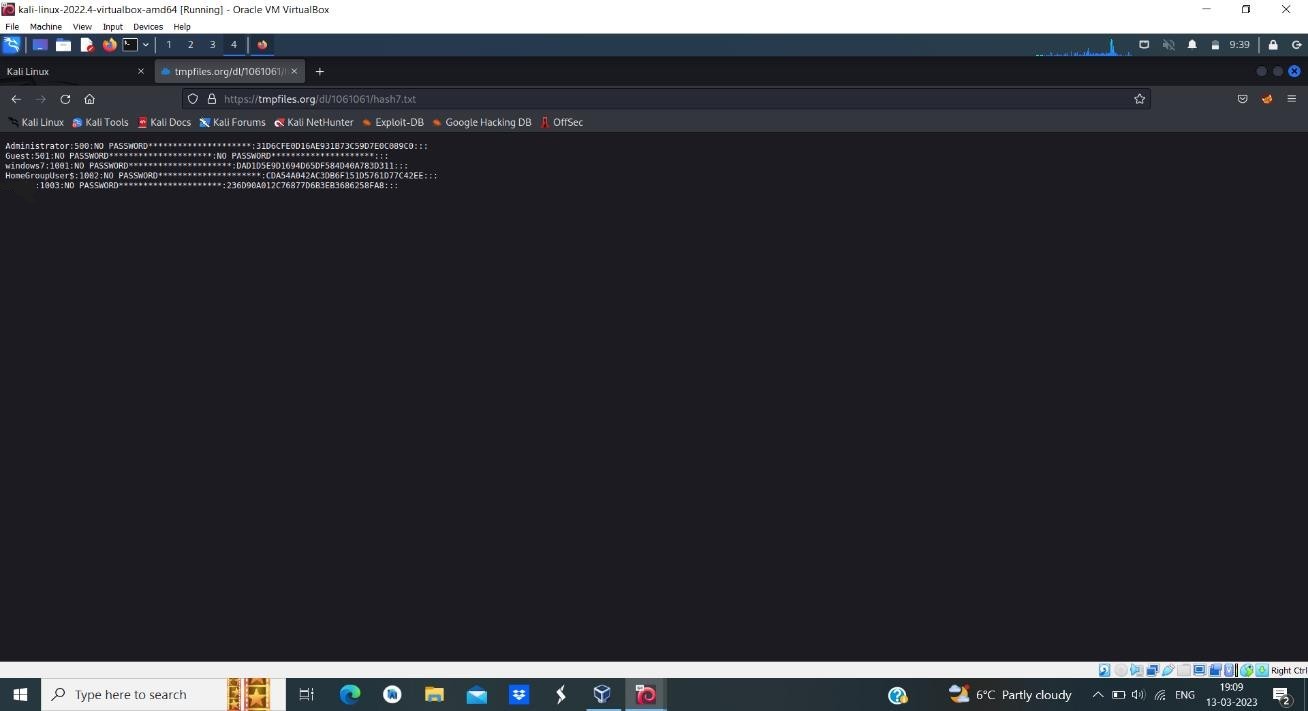 kali-linux-2022.4-virtualbox-amd64 [Running] - Oracle VM VirtualBox
File Machine View Input Devices Help
1 2 3 4 9:39
Kali Linux tmpfiles.org/dl/1061061/
https://tmpfiles.org/dl/1061061/hash7.txt
Kali Linux Kali Tools Kali Docs Kali Forums Kali NetHunter Exploit-DB Google Hacking DB OffSec
Administrator:500:NO PASSWORD*********************:31D6CFE0D16AE931B73C59D7E0C089C0:::
Guest:501:NO PASSWORD*********************:NO PASSWORD*********************:::
windows7:1001:NO PASSWORD*********************:DAD1D5E9D1694D65DF584D40A783D311:::
HomeGroupUser$:1002:NO PASSWORD*********************:CDA54A042AC3DB6F151D5761D77C42EE:::
:1003:NO PASSWORD*********************:236D90A012C76877D6B3EB3686258FA8:::
Right Ctrl
Type here to search 6°C Partly cloudy ENG 19:09
13-03-2023 2